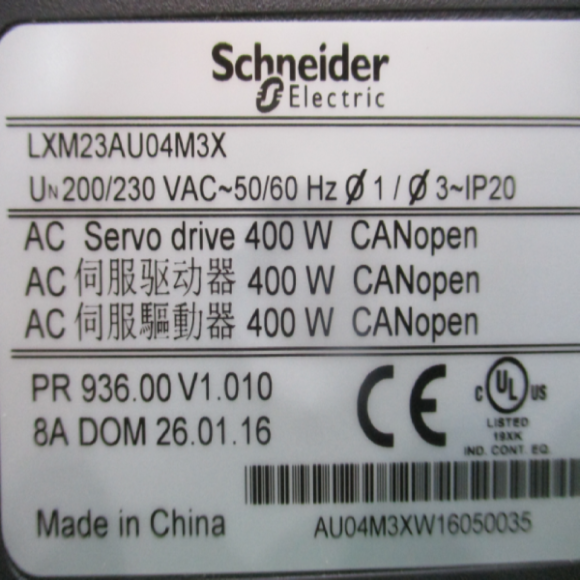 Schneider
Electric
LXM23AU04M3X
UN 200/230 VAC~50/60 Hz Ø 1 / Ø 3~IP20
AC Servo drive 400 W CANopen
AC 伺服驱动器 400 W CANopen
AC 伺服驅動器 400 W CANopen
PR 936.00 V1.010
8A DOM 26.01.16
CE
C UL US
LISTED
19XK
IND. CONT. EQ.
Made in China
AU04M3XW16050035